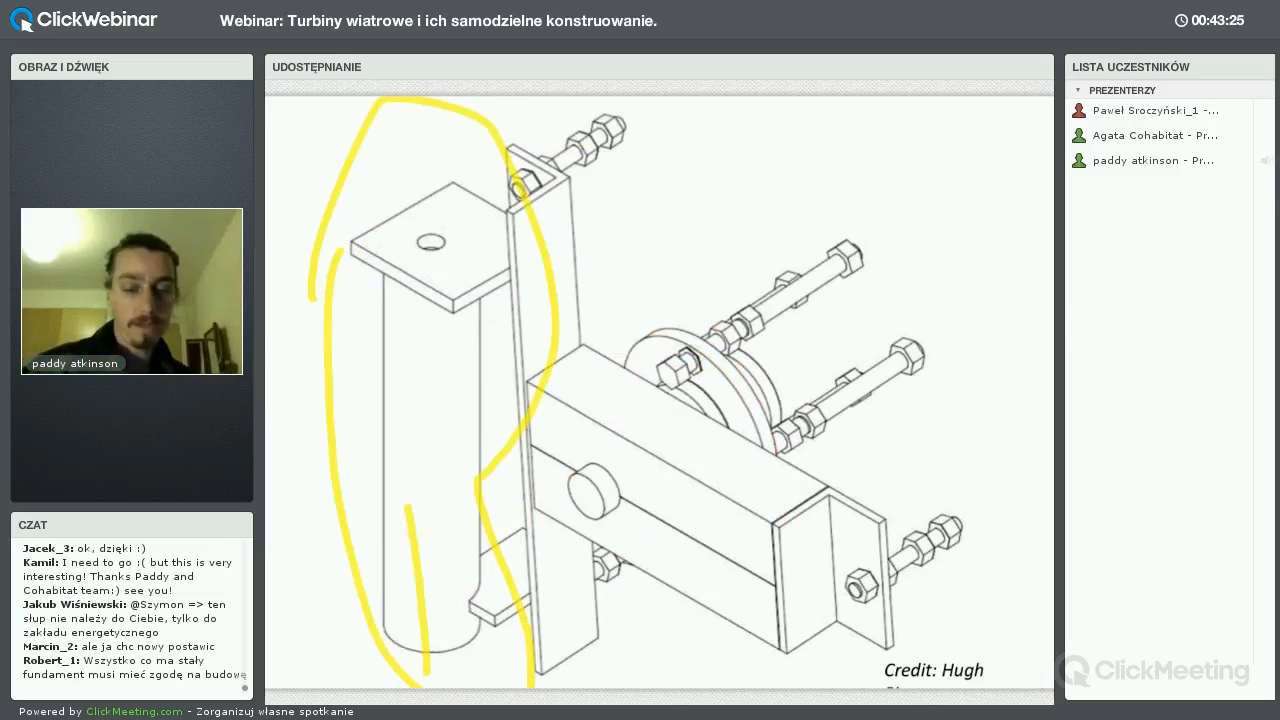 ClickWebinar
Webinar: Turbiny wiatrowe i ich samodzielne konstruowanie.
00:43:25
OBRAZ I DŹWIĘK
UDOSTĘPNIANIE
LISTA UCZESTNIKÓW
PREZENTERZY
Paweł Sroczyński_1 -...
Agata Cohabitat - Pr...
paddy atkinson - Pr...
paddy atkinson
CZAT
Jacek_3: ok, dzięki :)
Kamil: I need to go :( but this is very
interesting! Thanks Paddy and
Cohabitat team:) see you!
Jakub Wiśniewski: @Szymon => ten
słup nie należy do Ciebie, tylko do
zakładu energetycznego
Marcin_2: ale ja chc nowy postawic
Robert_1: Wszystko co ma stały
fundament musi mieć zgodę na budowę
Credit: Hugh
ClickMeeting
Powered by ClickMeeting.com - Zorganizuj własne spotkanie